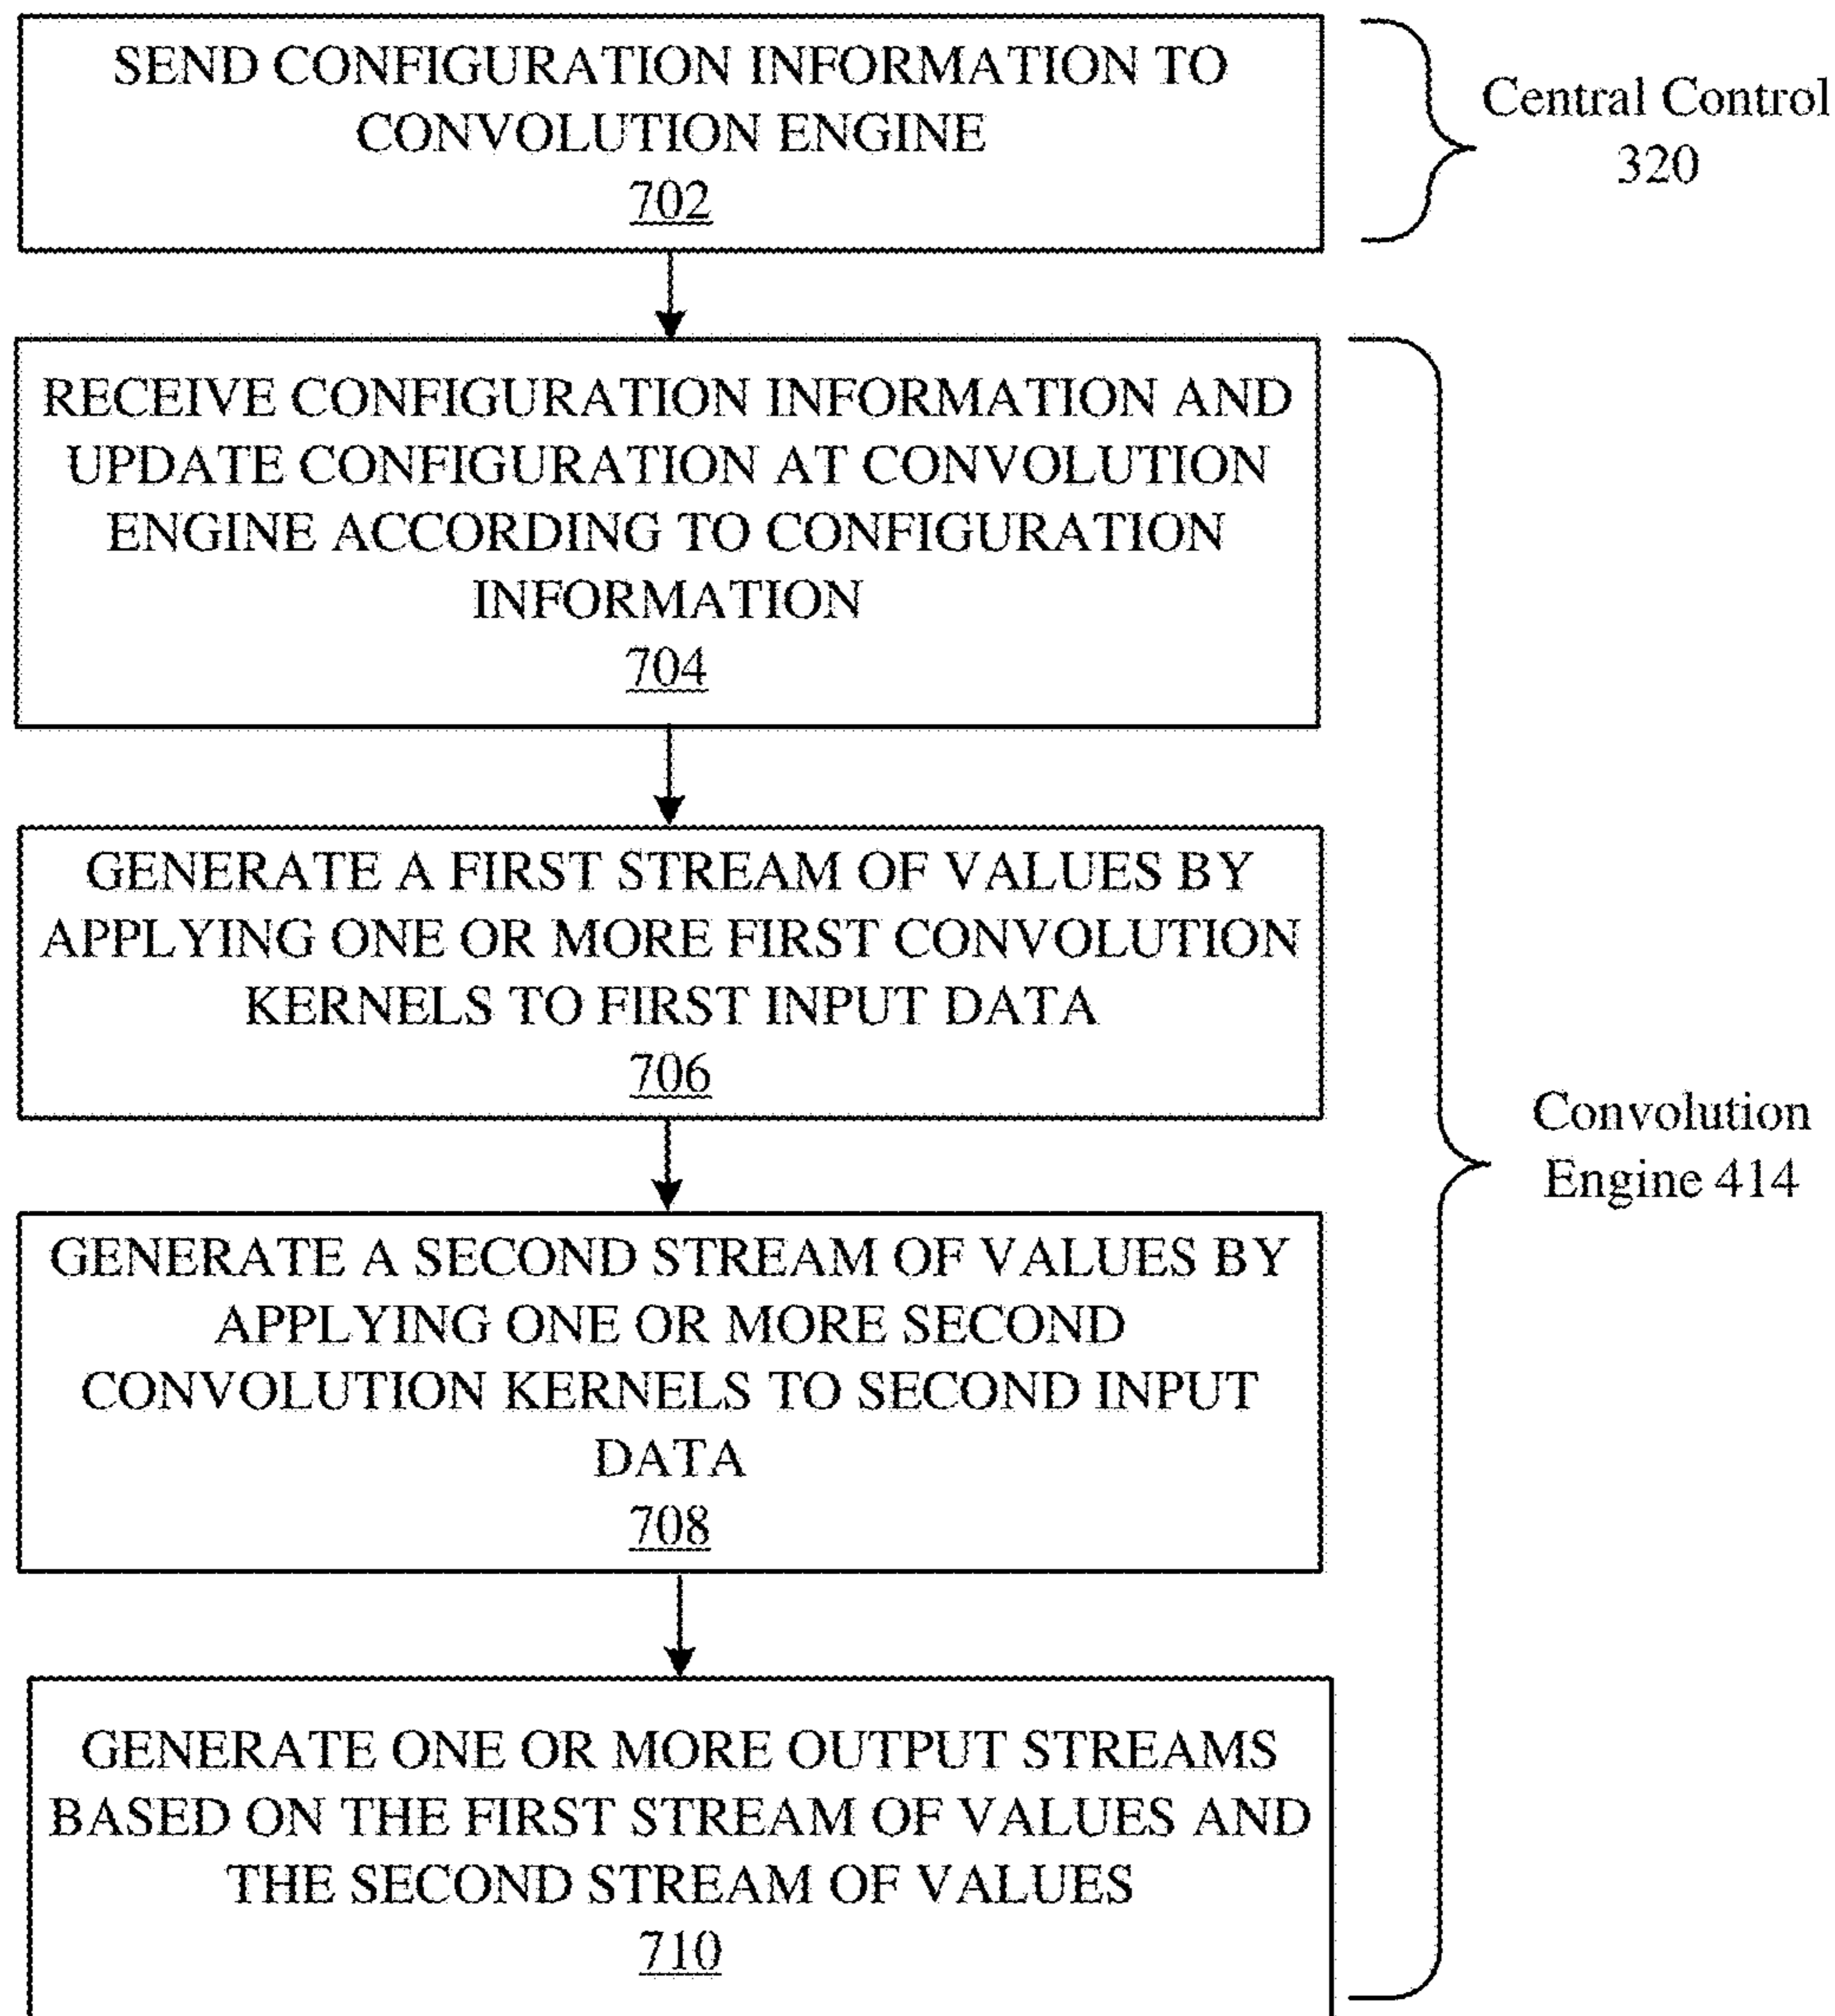 SEND CONFIGURATION INFORMATION TO
CONVOLUTION ENGINE
702
Central Control
320
RECEIVE CONFIGURATION INFORMATION AND
UPDATE CONFIGURATION AT CONVOLUTION
ENGINE ACCORDING TO CONFIGURATION
INFORMATION
704
GENERATE A FIRST STREAM OF VALUES BY
APPLYING ONE OR MORE FIRST CONVOLUTION
KERNELS TO FIRST INPUT DATA
706
GENERATE A SECOND STREAM OF VALUES BY
APPLYING ONE OR MORE SECOND
CONVOLUTION KERNELS TO SECOND INPUT
DATA
708
GENERATE ONE OR MORE OUTPUT STREAMS
BASED ON THE FIRST STREAM OF VALUES AND
THE SECOND STREAM OF VALUES
710
Convolution
Engine 414